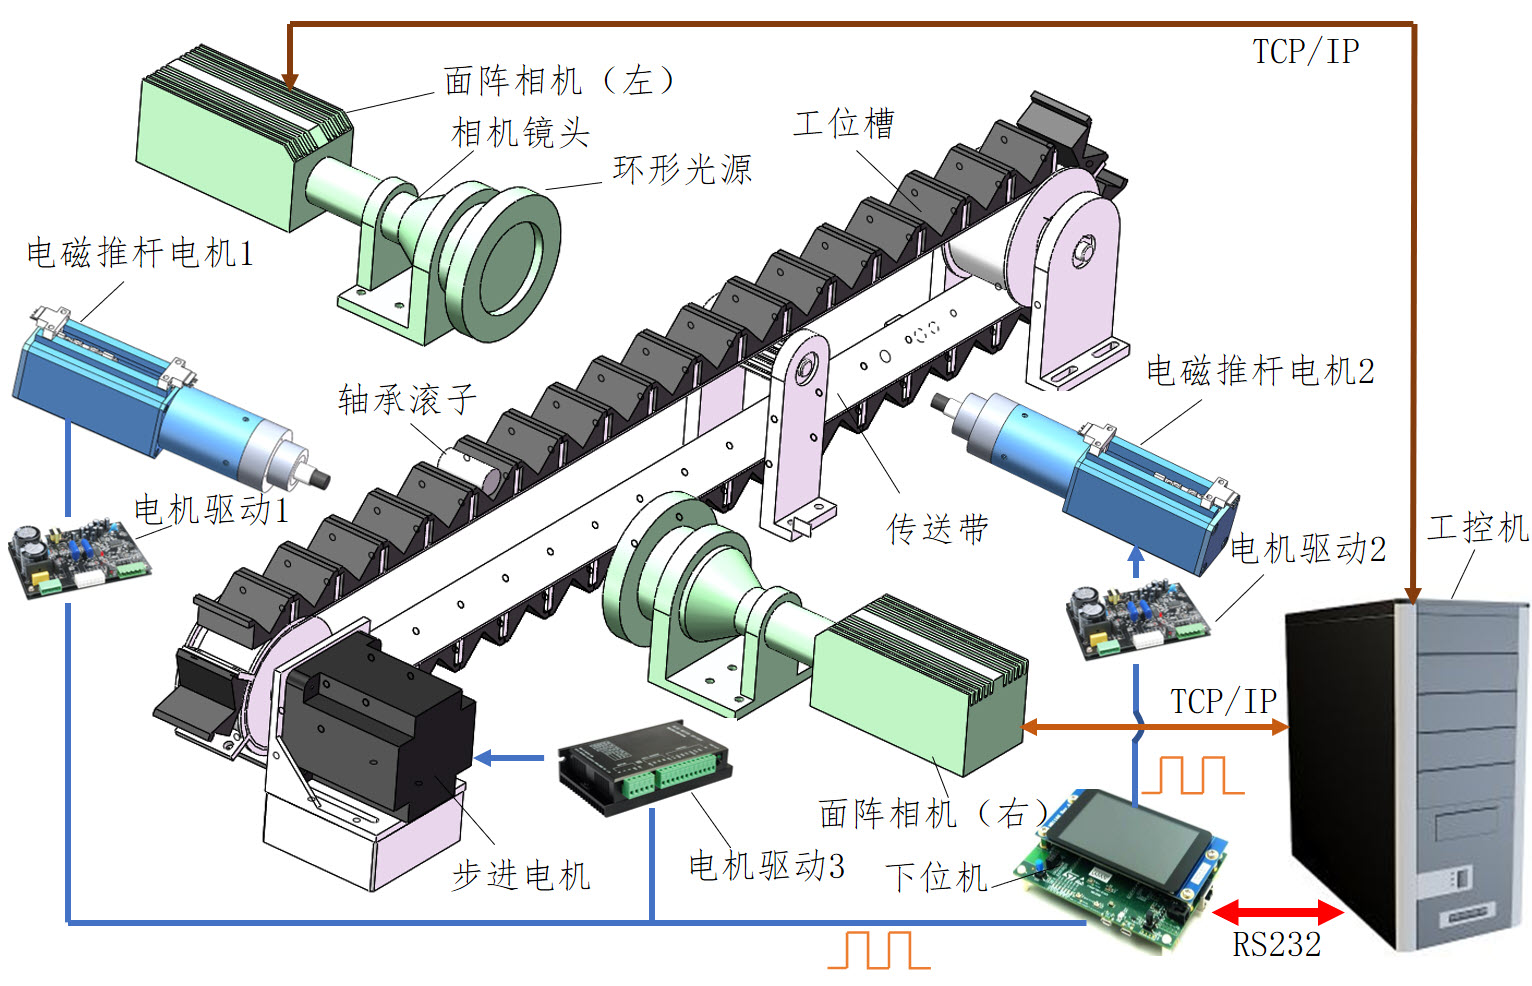 TCP/IP
面阵相机（左）
相机镜头
工位槽
环形光源
电磁推杆电机1
电磁推杆电机2
轴承滚子
电机驱动1
传送带
工控机
电机驱动2
TCP/IP
面阵相机（右）
电机驱动3
步进电机
下位机
RS232